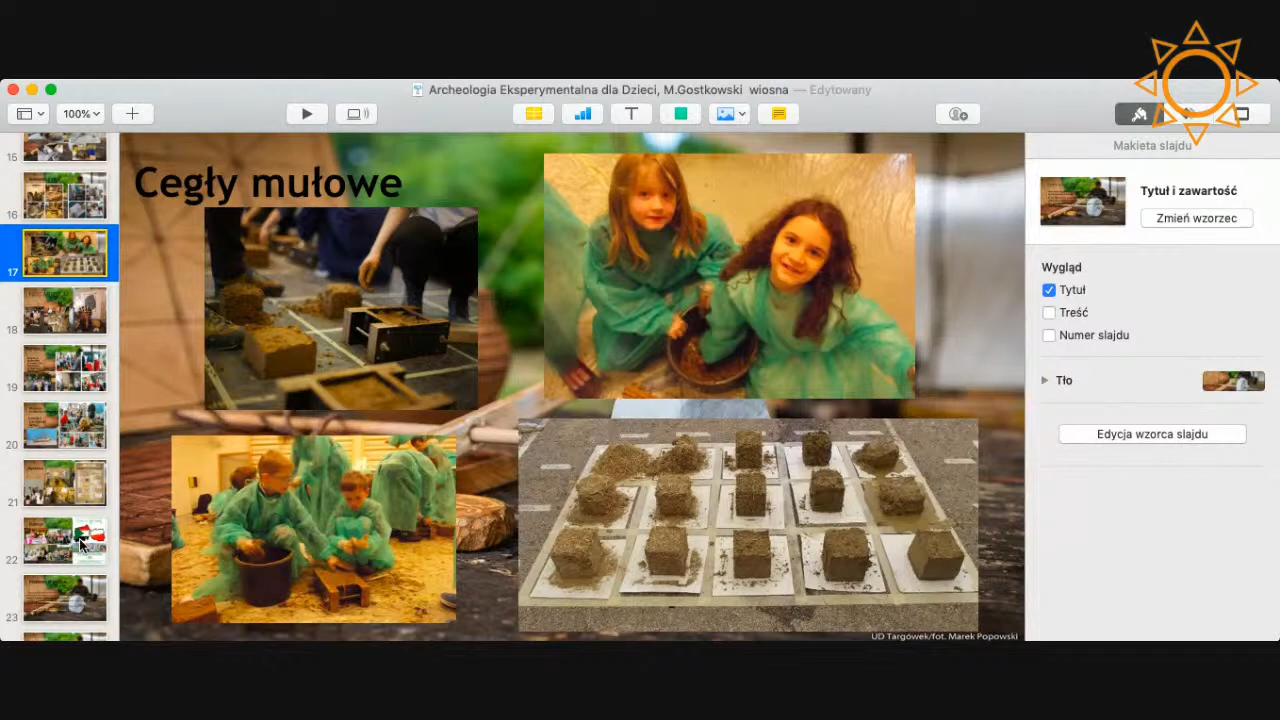 Archeologia Eksperymentalna dla Dzieci, M.Gostkowski wiosna — Edytowany
100%
Makieta slajdu
Tytuł i zawartość
Zmień wzorzec
Wygląd
Tytuł
Treść
Numer slajdu
Tło
Edycja wzorca slajdu
15
16
17
18
19
20
21
22
23
Cegły mułowe
UD Targówek/fot. Marek Popowski